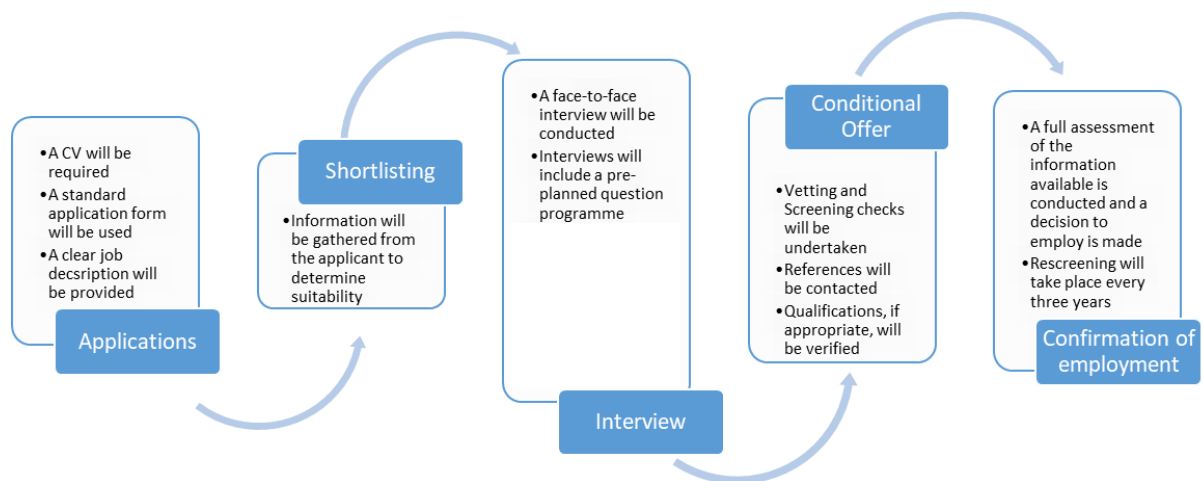 •A CV will be
required
•A standard
application form
will be used
•A clear job
decsription will
be provided
Applications
Shortlisting
•Information will
be gathered from
the applicant to
determine
suitability
•A face-to-face
interview will be
conducted
•Interviews will
include a pre-
planned question
programme
Interview
Conditional
Offer
•Vetting and
Screening checks
will be
undertaken
•References will
be contacted
•Qualifications, if
appropriate, will
be verified
•A full assessment
of the
information
available is
conducted and a
decision to
employ is made
•Rescreening will
take place every
three years
Confirmation of
employment